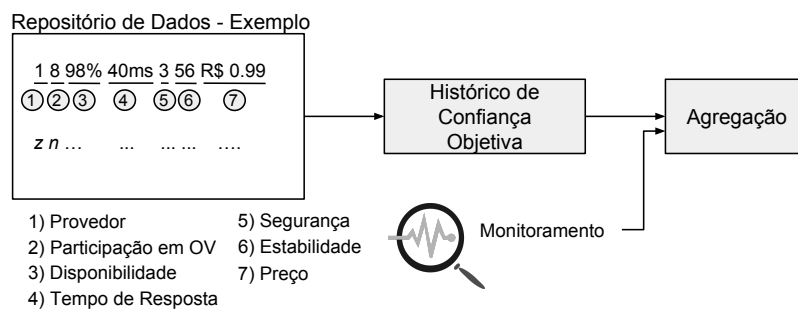 Repositório de Dados - Exemplo
1 8 98% 40ms 3 56 R$ 0.99
1 2 3 4 5 6 7
z n … ... ... ... ....
Histórico de
Confiança
Objetiva
Agregação
Monitoramento
1) Provedor
2) Participação em OV
3) Disponibilidade
4) Tempo de Resposta
5) Segurança
6) Estabilidade
7) Preço